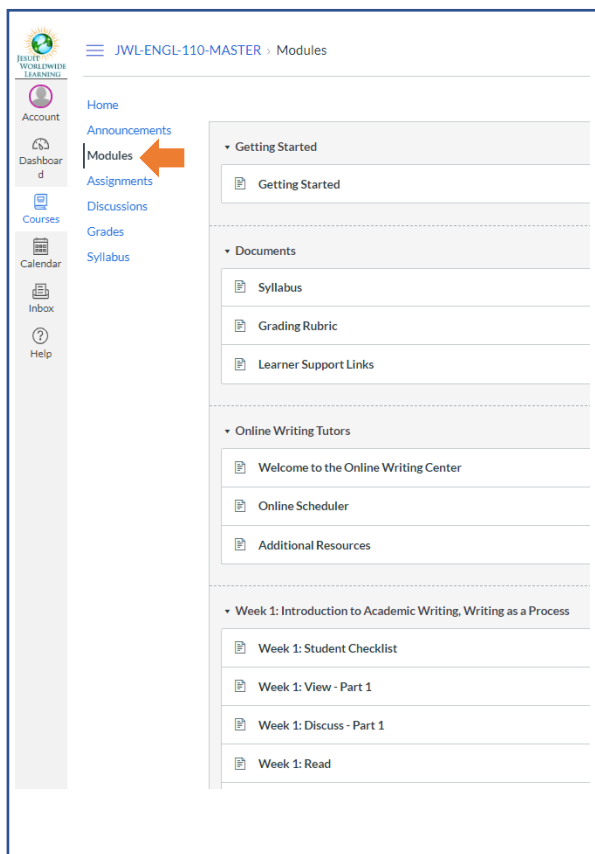 JESUIT
WORLDWIDE
LEARNING
JWL-ENGL-110-MASTER › Modules
Account
Dashboar
d
Courses
Calendar
Inbox
Help
Home
Announcements
Modules
Assignments
Discussions
Grades
Syllabus
Getting Started
Getting Started
Documents
Syllabus
Grading Rubric
Learner Support Links
Online Writing Tutors
Welcome to the Online Writing Center
Online Scheduler
Additional Resources
Week 1: Introduction to Academic Writing, Writing as a Process
Week 1: Student Checklist
Week 1: View - Part 1
Week 1: Discuss - Part 1
Week 1: Read